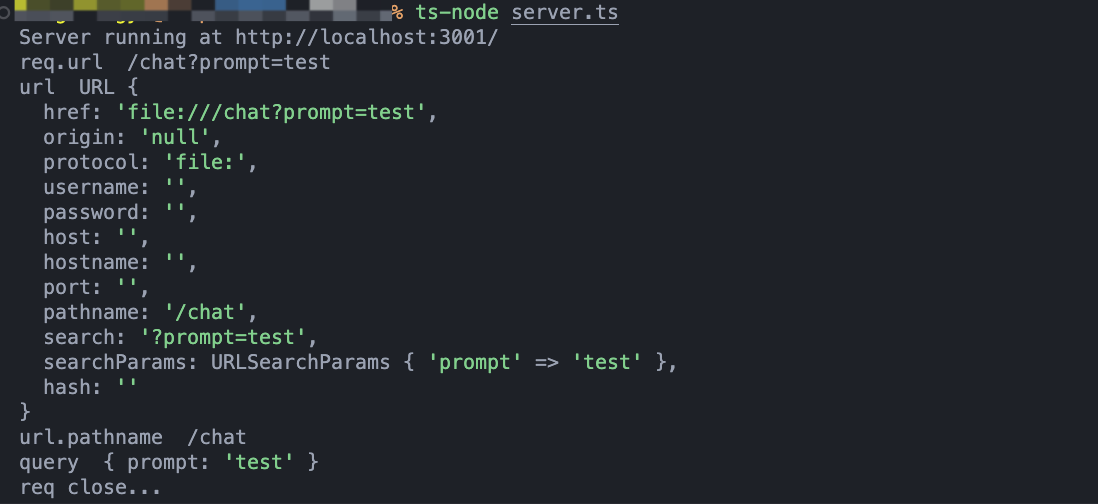 % ts-node server.ts
Server running at http://localhost:3001/
req.url  /chat?prompt=test
url  URL {
  href: 'file:///chat?prompt=test',
  origin: 'null',
  protocol: 'file:',
  username: '',
  password: '',
  host: '',
  hostname: '',
  port: '',
  pathname: '/chat',
  search: '?prompt=test',
  searchParams: URLSearchParams { 'prompt' => 'test' },
  hash: ''
}
url.pathname  /chat
query  { prompt: 'test' }
req close...